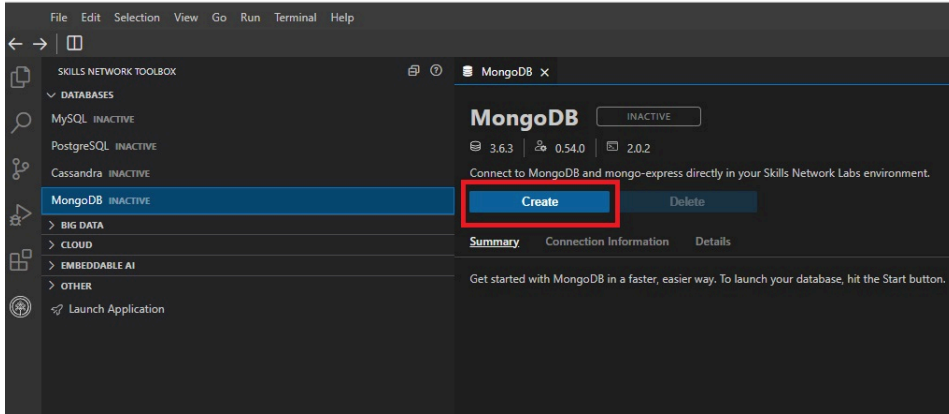 File Edit Selection View Go Run Terminal Help
SKILLS NETWORK TOOLBOX
DATABASES
MySQL INACTIVE
PostgreSQL INACTIVE
Cassandra INACTIVE
MongoDB INACTIVE
BIG DATA
CLOUD
EMBEDDABLE AI
OTHER
Launch Application
MongoDB
MongoDB INACTIVE
3.6.3 0.54.0 2.0.2
Connect to MongoDB and mongo-express directly in your Skills Network Labs environment.
Create Delete
Summary Connection Information Details
Get started with MongoDB in a faster, easier way. To launch your database, hit the Start button.